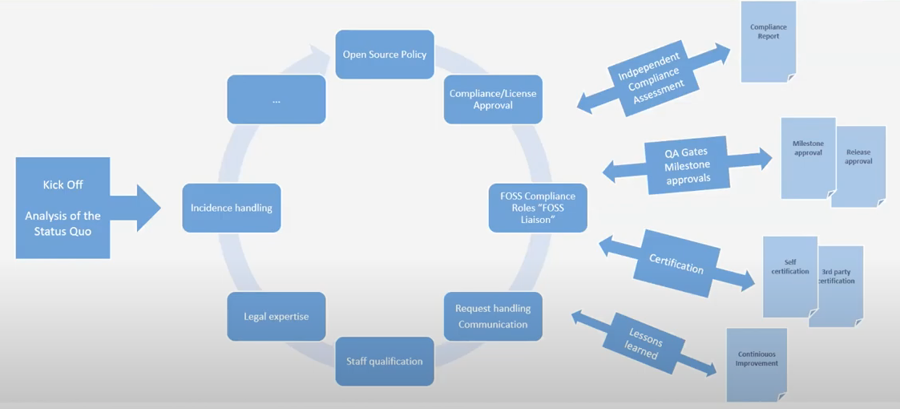 Kick Off
Analysis of the
Status Quo
Open Source Policy
Compliance/License
Approval
FOSS Compliance
Roles “FOSS
Liaison”
Request handling
Communication
Staff qualification
Legal expertise
Incidence handling
...
Indpependent
Compliance
Assessment
Compliance
Report
QA Gates
Milestone
approvals
Milestone
approval
Release
approval
Certification
Self
certification
3rd party
certification
Lessons
learned
Continiouos
Improvement